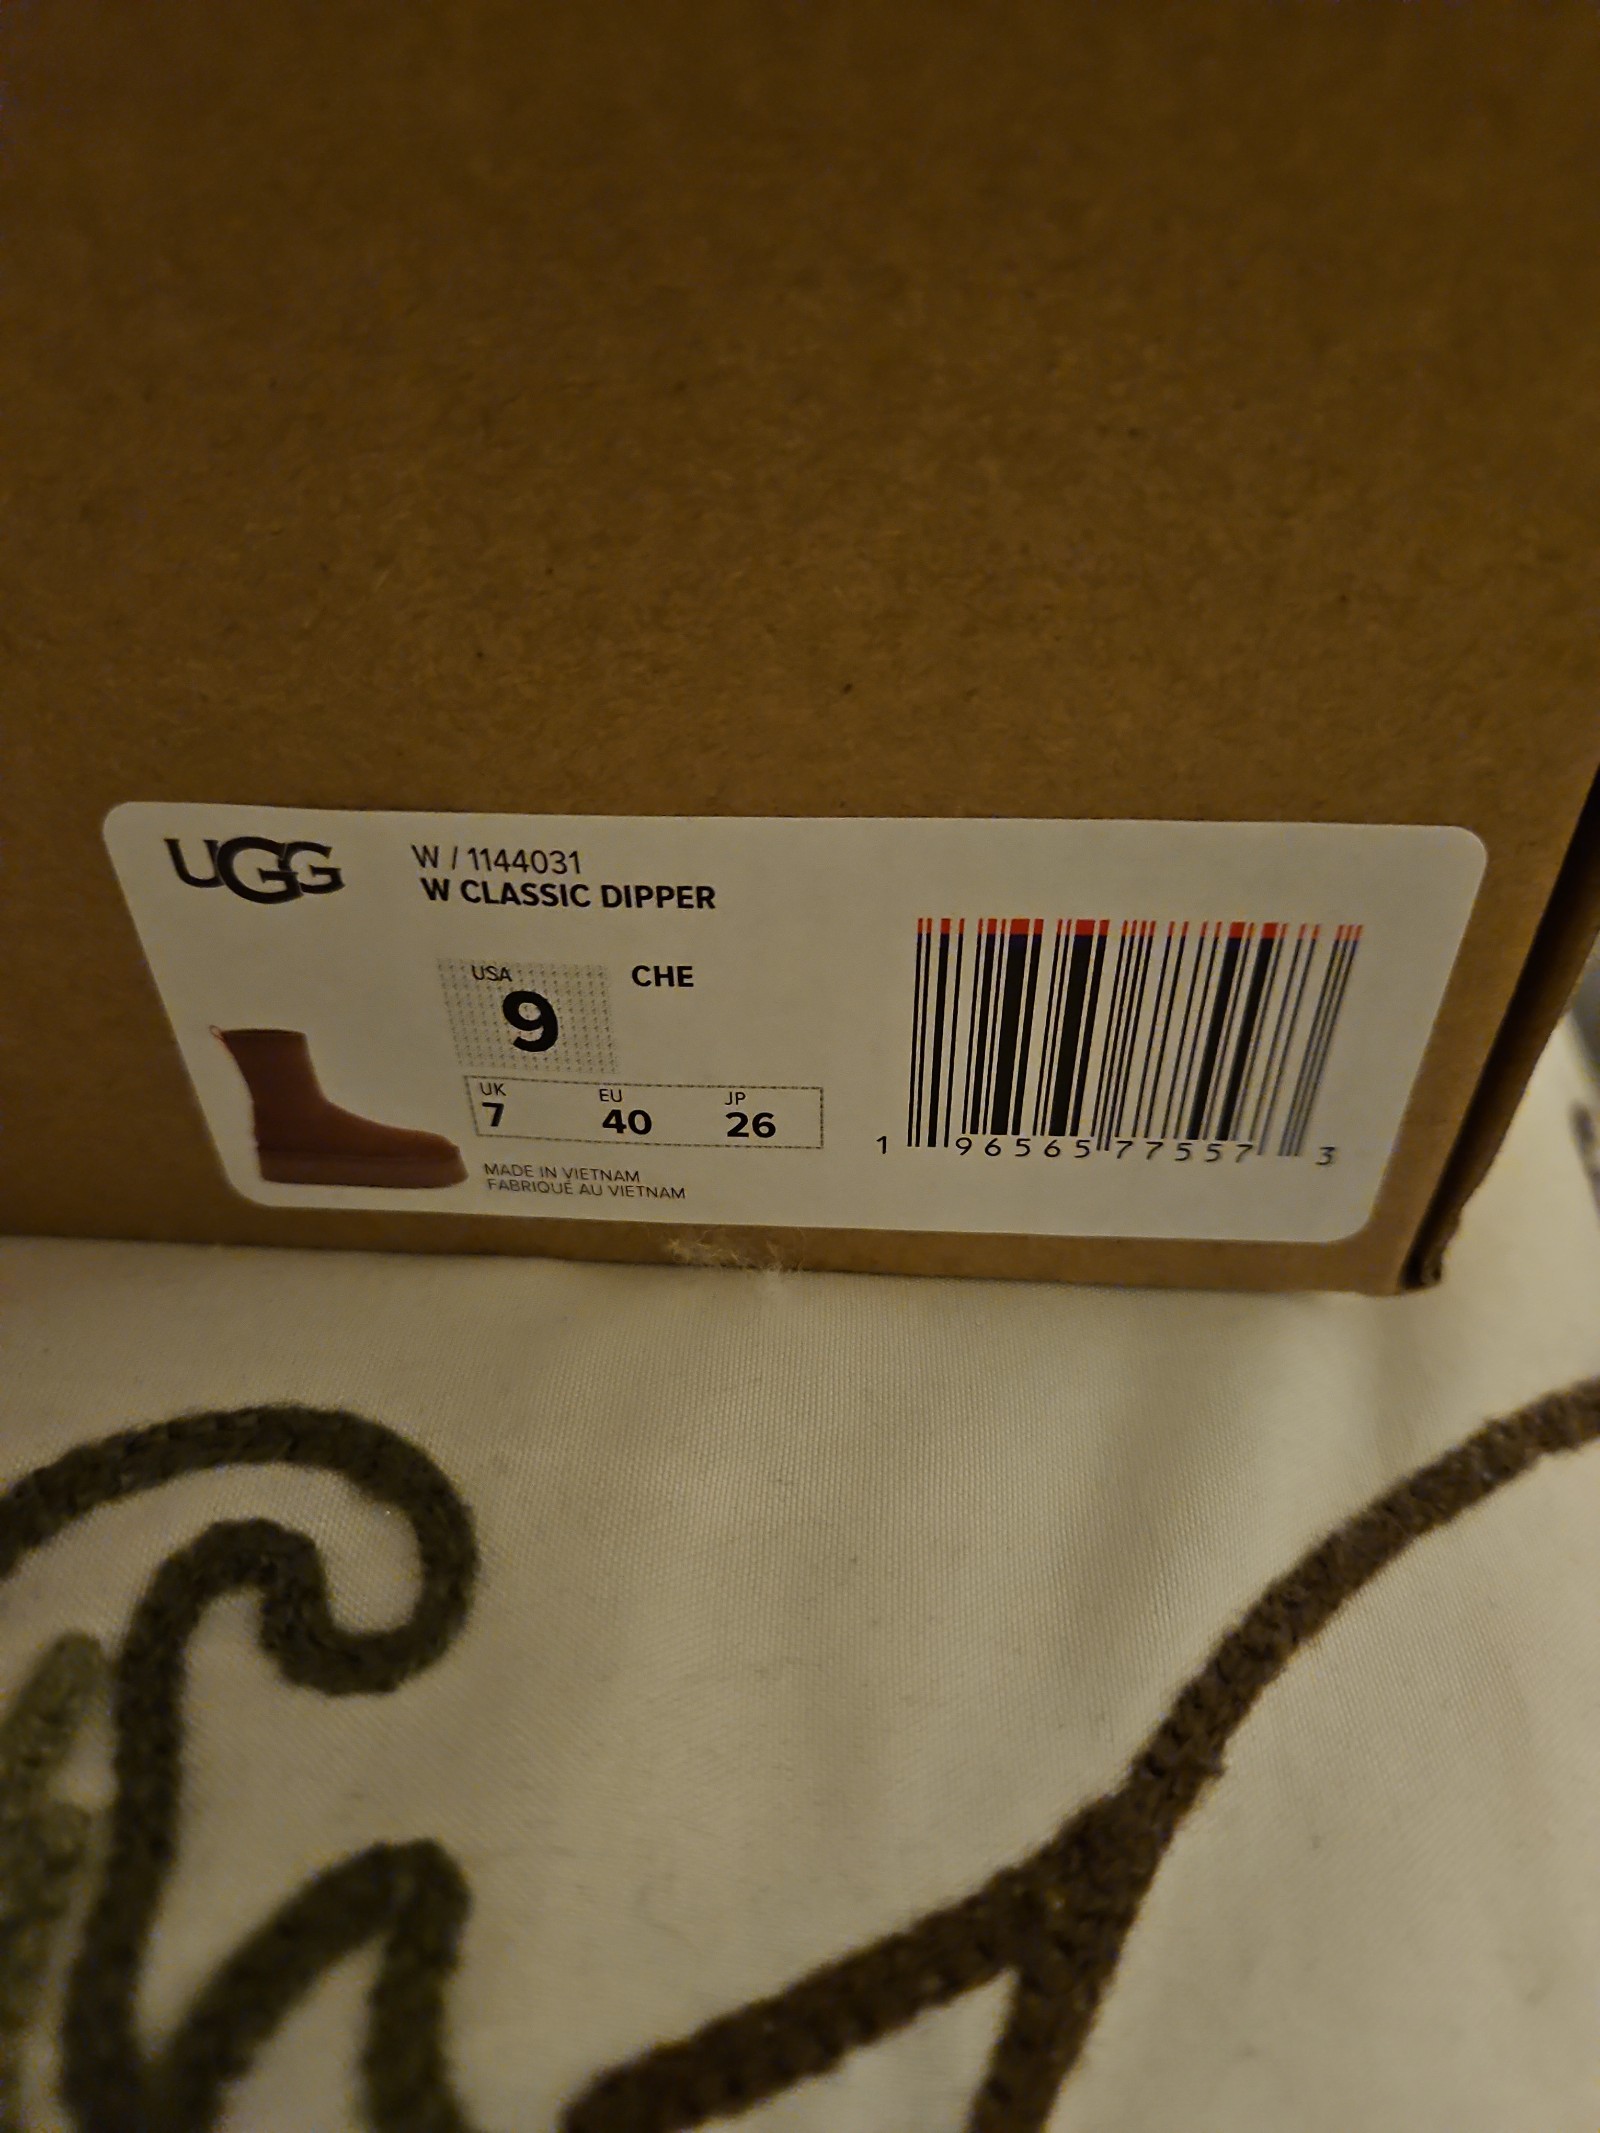 UGG
W / 1144031
W CLASSIC DIPPER
USA
9
CHE
UK EU JP
7 40 26
MADE IN VIETNAM
FABRIQUÉ AU VIETNAM
1 96565 77557 3